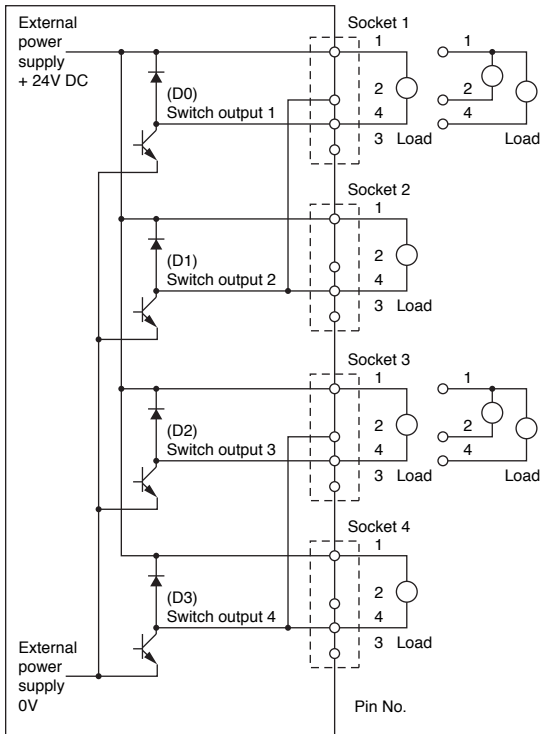 External
power
supply
+ 24V DC
Socket 1
1
2
4
3 Load
1
2
4
Load
(D0)
Switch output 1
Socket 2
1
2
4
3 Load
(D1)
Switch output 2
Socket 3
1
2
4
3 Load
1
2
4
Load
(D2)
Switch output 3
Socket 4
1
2
4
3 Load
(D3)
Switch output 4
External
power
supply
0V
Pin No.